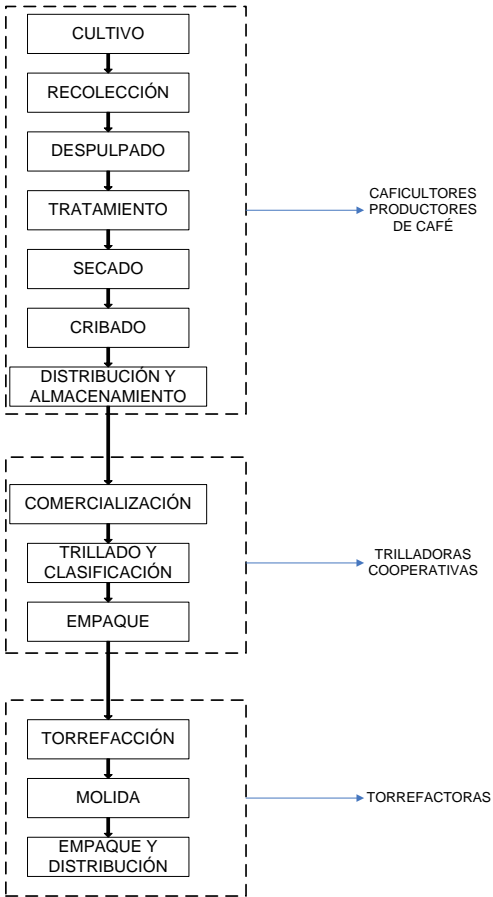 CULTIVO
RECOLECCIÓN
DESPULPADO
TRATAMIENTO
SECADO
CRIBADO
DISTRIBUCIÓN Y
ALMACENAMIENTO
CAFICULTORES
PRODUCTORES
DE CAFÉ
COMERCIALIZACIÓN
TRILLADO Y
CLASIFICACIÓN
EMPAQUE
TRILLADORAS
COOPERATIVAS
TORREFACCIÓN
MOLIDA
EMPAQUE Y
DISTRIBUCIÓN
TORREFACTORAS